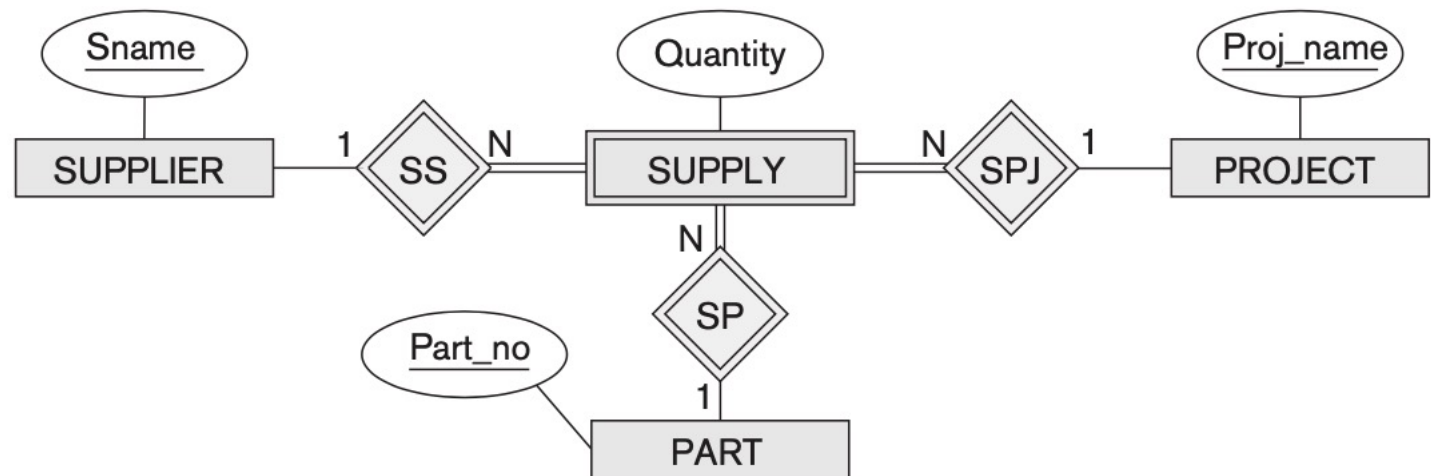 Sname
Quantity
Proj_name
1
N
N
1
SUPPLIER
SS
SUPPLY
SPJ
PROJECT
N
SP
Part_no
1
PART